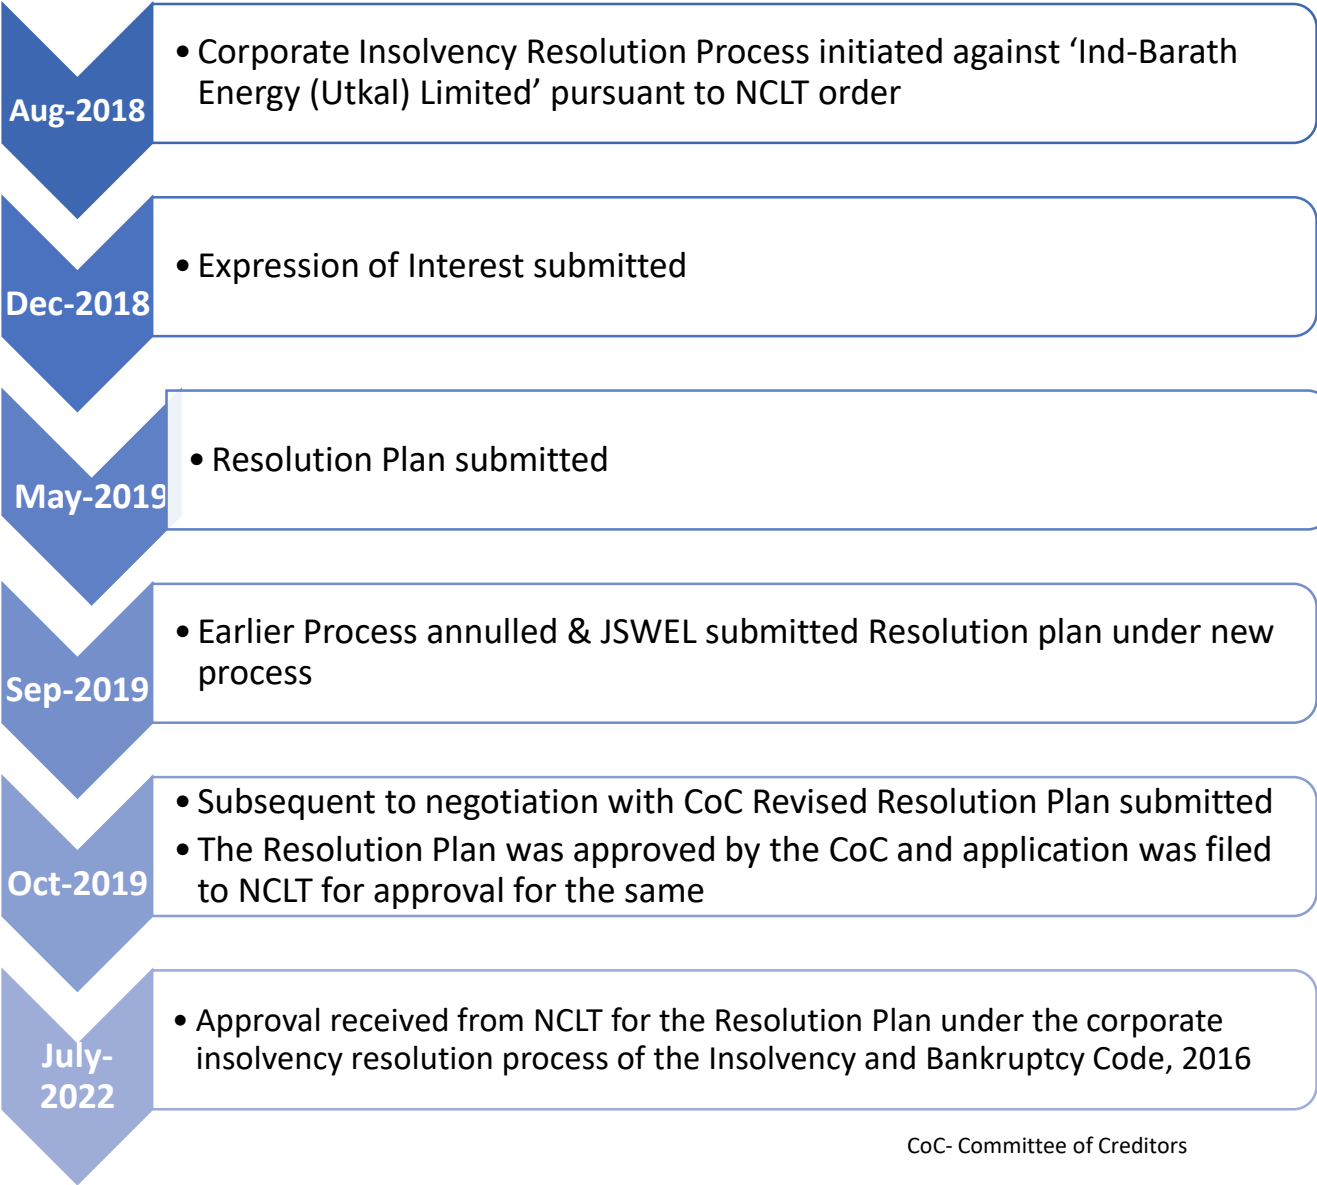 Aug-2018
• Corporate Insolvency Resolution Process initiated against ‘Ind-Barath
Energy (Utkal) Limited’ pursuant to NCLT order
Dec-2018
• Expression of Interest submitted
May-2019
• Resolution Plan submitted
Sep-2019
• Earlier Process annulled & JSWEL submitted Resolution plan under new
process
Oct-2019
• Subsequent to negotiation with CoC Revised Resolution Plan submitted
• The Resolution Plan was approved by the CoC and application was filed
to NCLT for approval for the same
July-
2022
• Approval received from NCLT for the Resolution Plan under the corporate
insolvency resolution process of the Insolvency and Bankruptcy Code, 2016
CoC- Committee of Creditors